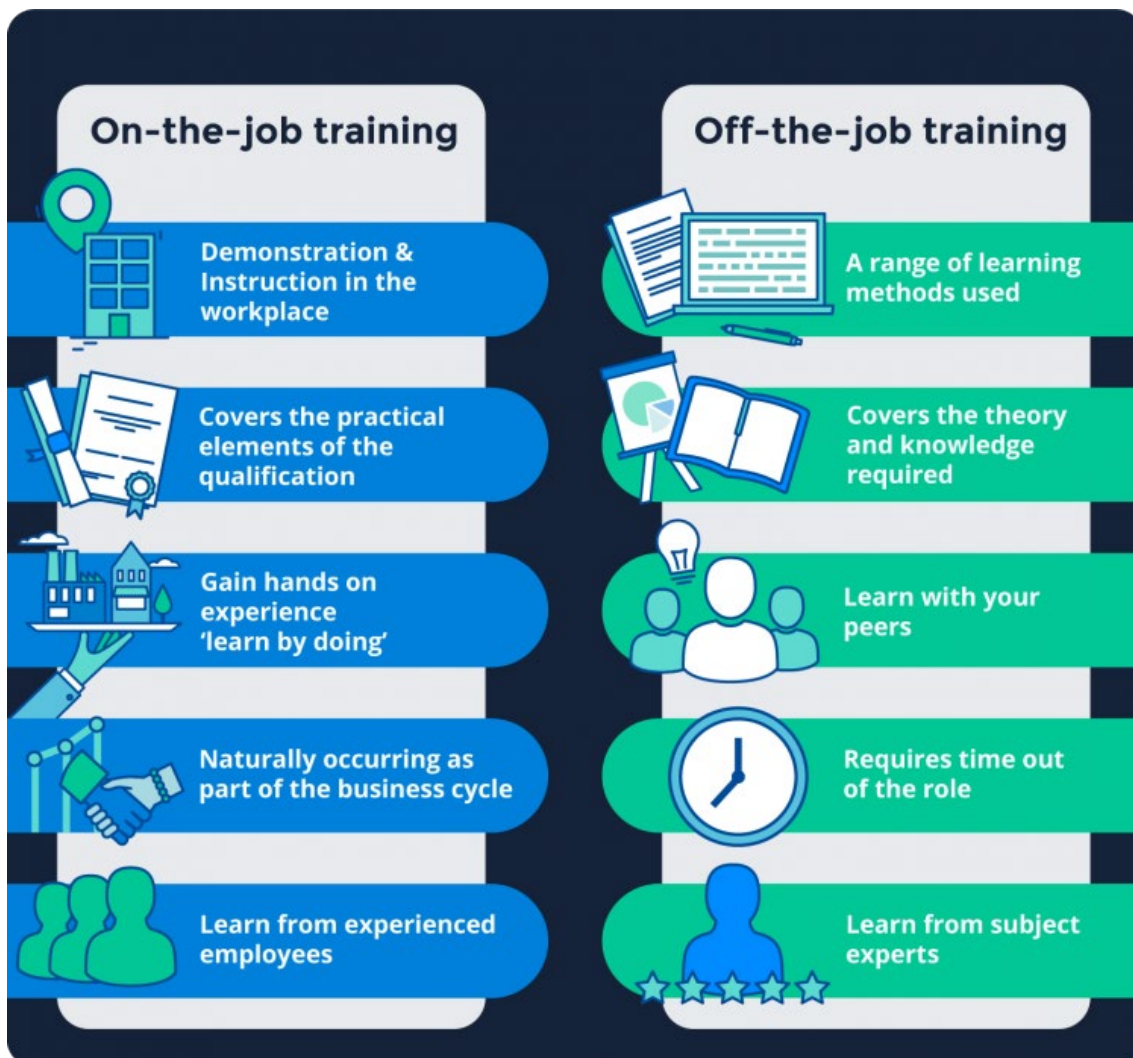 On-the-job training
Demonstration &
Instruction in the
workplace
Covers the practical
elements of the
qualification
Gain hands on
experience
‘learn by doing’
Naturally occurring as
part of the business cycle
Learn from experienced
employees
Off-the-job training
A range of learning
methods used
Covers the theory
and knowledge
required
Learn with your
peers
Requires time out
of the role
Learn from subject
experts